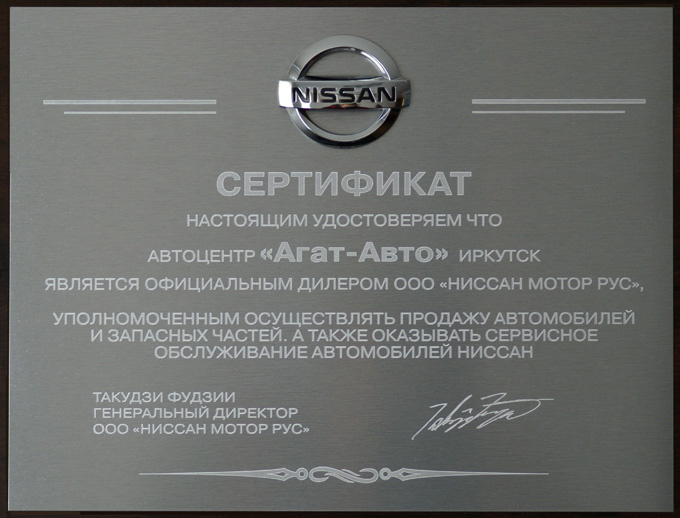 NISSAN
СЕРТИФИКАТ
НАСТОЯЩИМ УДОСТОВЕРЯЕМ ЧТО
АВТОЦЕНТР «Агат-Авто» ИРКУТСК
ЯВЛЯЕТСЯ ОФИЦИАЛЬНЫМ ДИЛЕРОМ ООО «НИССАН МОТОР РУС»,
УПОЛНОМОЧЕННЫМ ОСУЩЕСТВЛЯТЬ ПРОДАЖУ АВТОМОБИЛЕЙ
И ЗАПАСНЫХ ЧАСТЕЙ. А ТАКЖЕ ОКАЗЫВАТЬ СЕРВИСНОЕ
ОБСЛУЖИВАНИЕ АВТОМОБИЛЕЙ НИССАН
ТАКУДЗИ ФУДЗИИ
ГЕНЕРАЛЬНЫЙ ДИРЕКТОР
ООО «НИССАН МОТОР РУС»